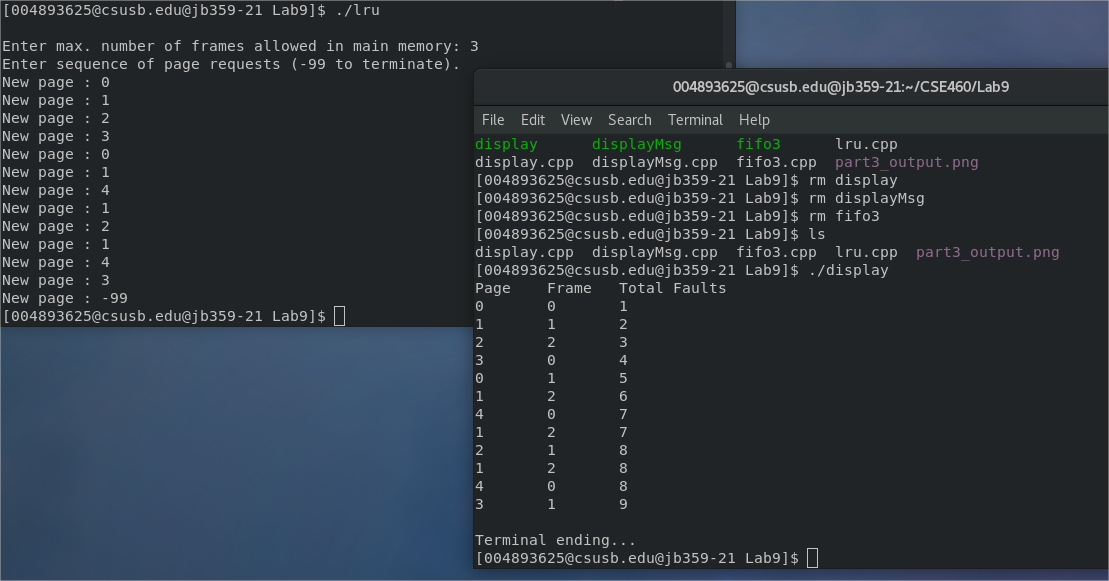 [004893625@csusb.edu@jb359-21 Lab9]$ ./lru
Enter max. number of frames allowed in main memory: 3
Enter sequence of page requests (-99 to terminate).
New page : 0
New page : 1
New page : 2
New page : 3
New page : 0
New page : 1
New page : 4
New page : 1
New page : 2
New page : 1
New page : 4
New page : 3
New page : -99
[004893625@csusb.edu@jb359-21 Lab9]$
004893625@csusb.edu@jb359-21:~/CSE460/Lab9
File Edit View Search Terminal Help
display displayMsg fifo3 lru.cpp
display.cpp displayMsg.cpp fifo3.cpp part3_output.png
[004893625@csusb.edu@jb359-21 Lab9]$ rm display
[004893625@csusb.edu@jb359-21 Lab9]$ rm displayMsg
[004893625@csusb.edu@jb359-21 Lab9]$ rm fifo3
[004893625@csusb.edu@jb359-21 Lab9]$ ls
display.cpp displayMsg.cpp fifo3.cpp lru.cpp part3_output.png
[004893625@csusb.edu@jb359-21 Lab9]$ ./display
Page Frame Total Faults
0 0 1
1 1 2
2 2 3
3 0 4
0 1 5
1 2 6
4 0 7
1 2 7
2 1 8
1 2 8
4 0 8
3 1 9
Terminal ending...
[004893625@csusb.edu@jb359-21 Lab9]$